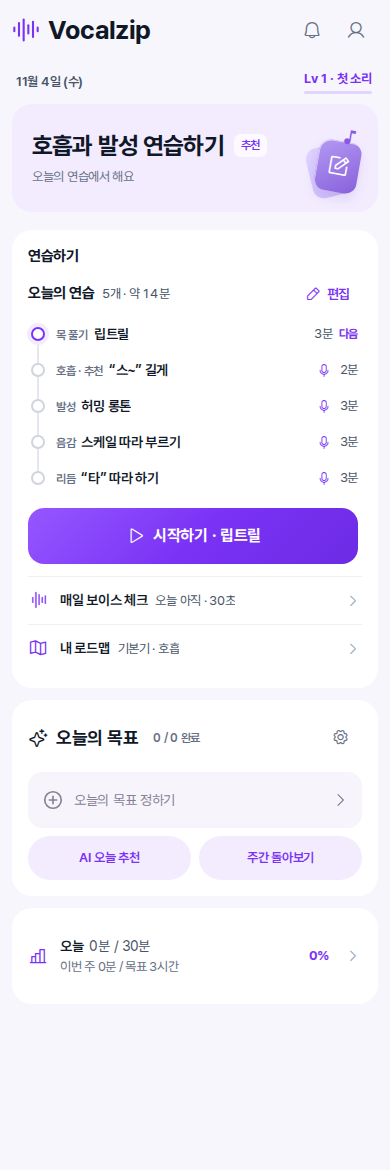 Vocalzip
11월 4일 (수)
Lv 1 · 첫 소리
호흡과 발성 연습하기 추천
오늘의 연습에서 해요
연습하기
오늘의 연습 5개 · 약 14분 편집
목 풀기 립트릴 3분 다음
호흡 · 추천 “스~” 길게 2분
발성 허밍 롱톤 3분
음감 스케일 따라 부르기 3분
리듬 “타” 따라 하기 3분
시작하기 · 립트릴
매일 보이스 체크 오늘 아직 · 30초
내 로드맵 기본기 · 호흡
오늘의 목표 0 / 0 완료
오늘의 목표 정하기
AI 오늘 추천 주간 돌아보기
오늘 0분 / 30분
이번 주 0분 / 목표 3시간
0%